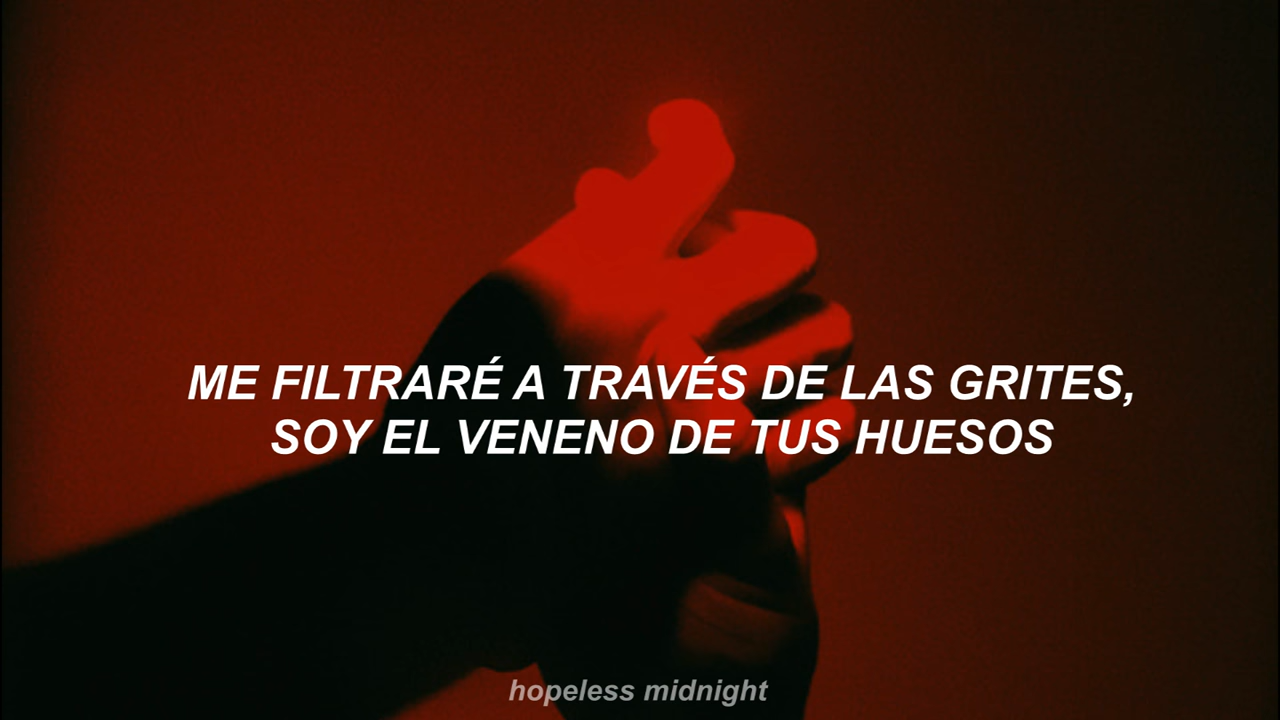 ME FILTRARÉ A TRAVÉS DE LAS GRITES,
SOY EL VENENO DE TUS HUESOS
hopeless midnight